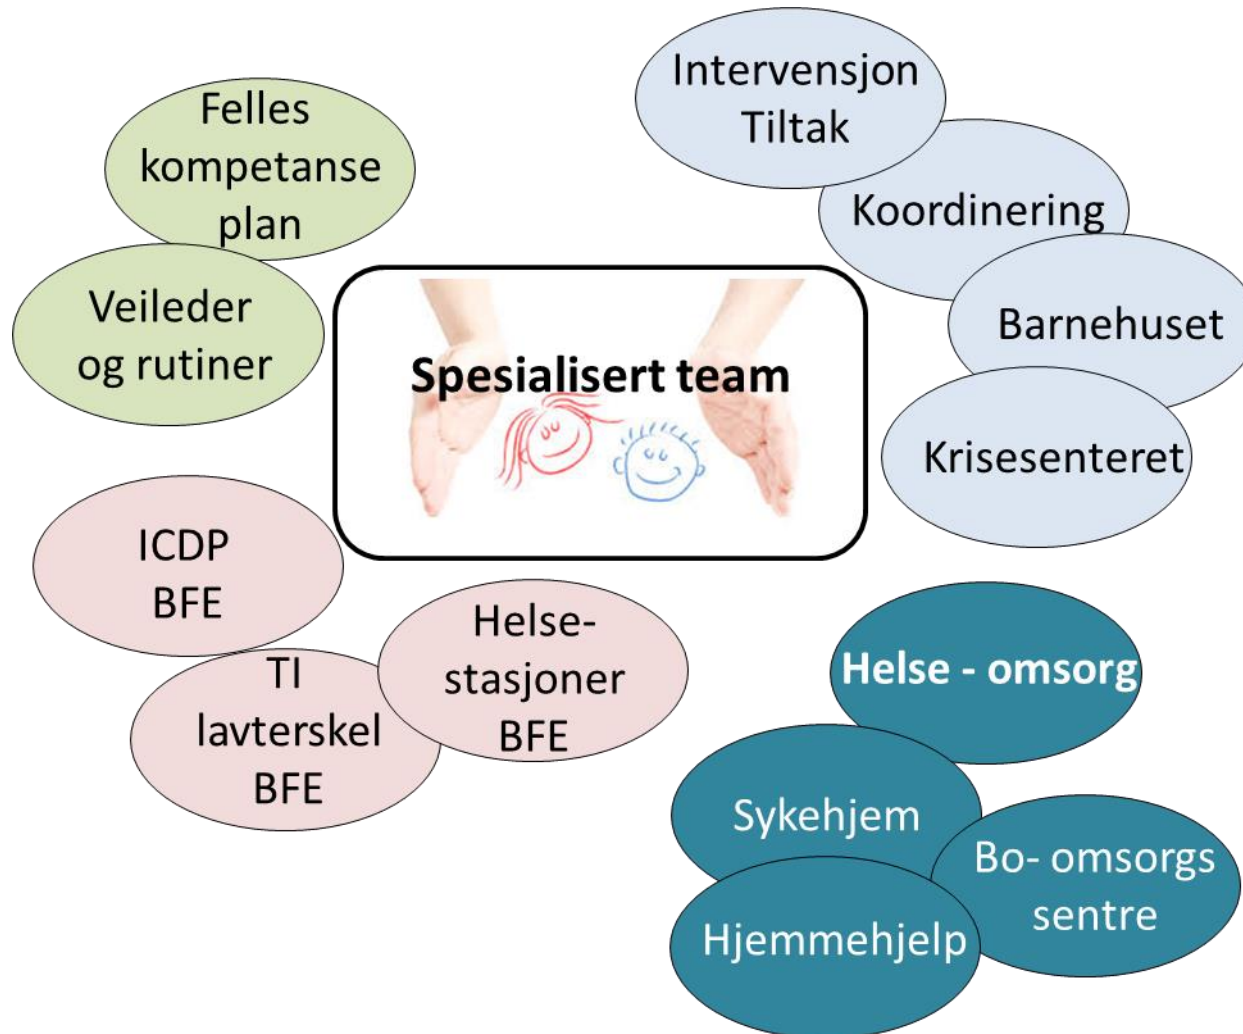 Felles
kompetanse
plan
Veileder
og rutiner
Intervensjon
Tiltak
Koordinering
Barnehuset
Krisesenteret
Spesialisert team
ICDP
BFE
TI
lavterskel
BFE
Helse-
stasjoner
BFE
Helse - omsorg
Sykehjem
Bo- omsorgs
sentre
Hjemmehjelp